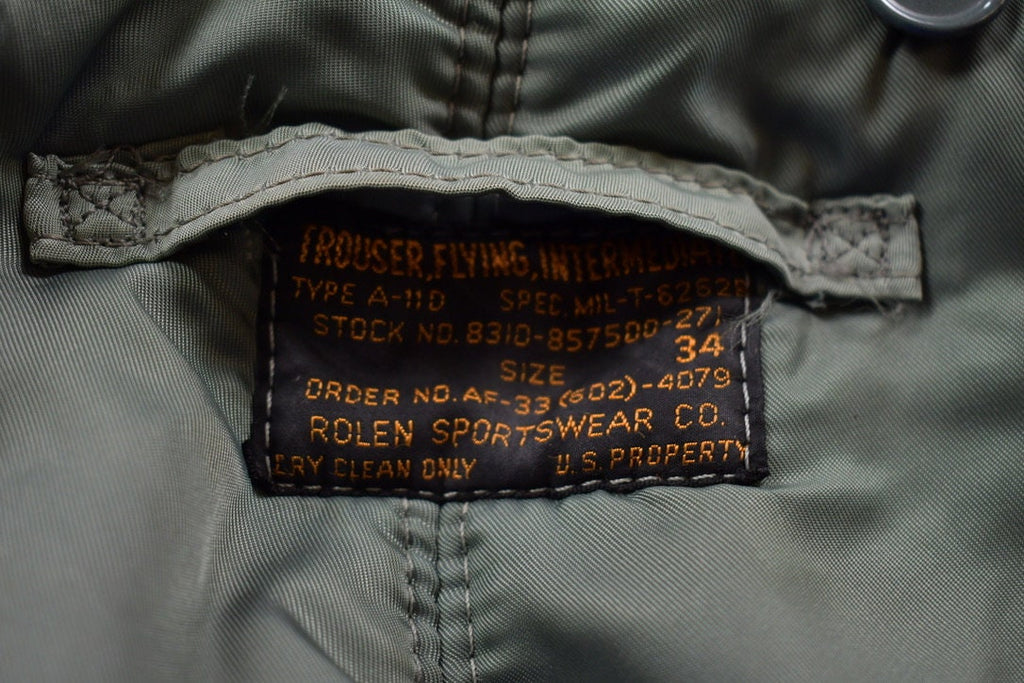 TROUSER, FLYING, INTERMEDIA
TYPE A-11D SPEC. MIL-T-6262B
STOCK NO. 8310-857500-271
34
SIZE
ORDER NO. AF-33 (602)-4079
ROLEN SPORTSWEAR CO.
DRY CLEAN ONLY U.S. PROPERTY